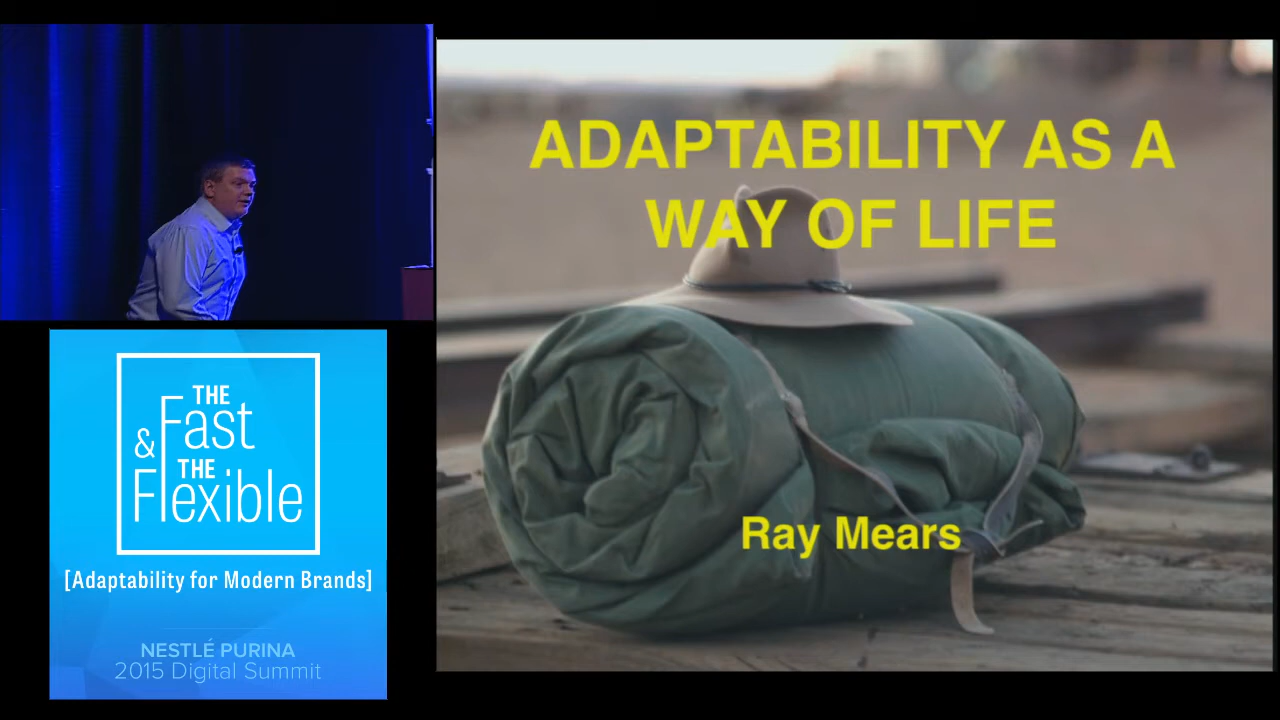 ADAPTABILITY AS A
WAY OF LIFE
Ray Mears
THE
& Fast
THE
Flexible
[Adaptability for Modern Brands]
NESTLÉ PURINA
2015 Digital Summit